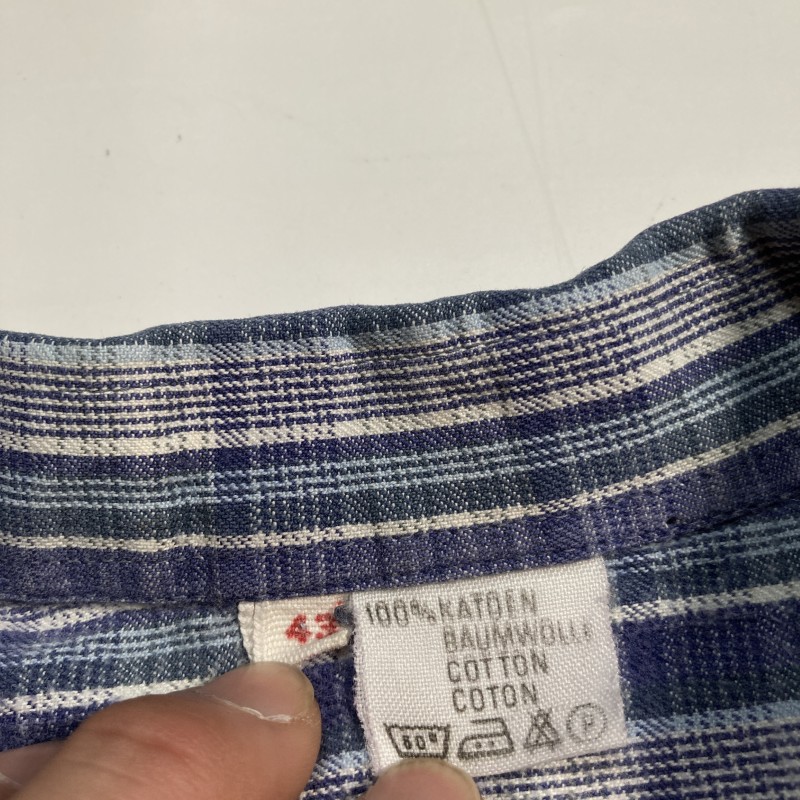 43
100% KATOEN
BAUMWOLLE
COTTON
COTON
60°
P